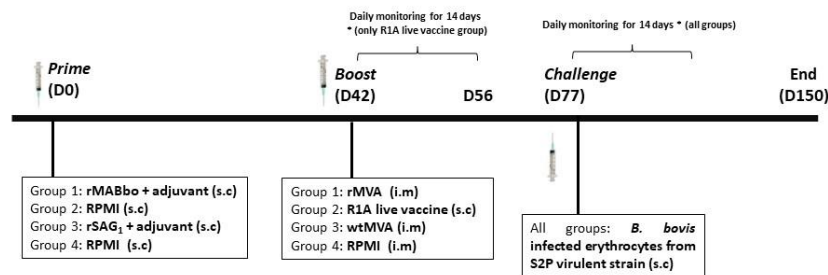 Daily monitoring for 14 days
* (only R1A live vaccine group)
Daily monitoring for 14 days * (all groups)
Prime
(D0)
Boost
(D42)
D56
Challenge
(D77)
End
(D150)
Group 1: rMABbo + adjuvant (s.c)
Group 2: RPMI (s.c)
Group 3: rSAG1 + adjuvant (s.c)
Group 4: RPMI (s.c)
Group 1: rMVA (i.m)
Group 2: R1A live vaccine (s.c)
Group 3: wtMVA (i.m)
Group 4: RPMI (i.m)
All groups: B. bovis
infected erythrocytes from
S2P virulent strain (s.c)